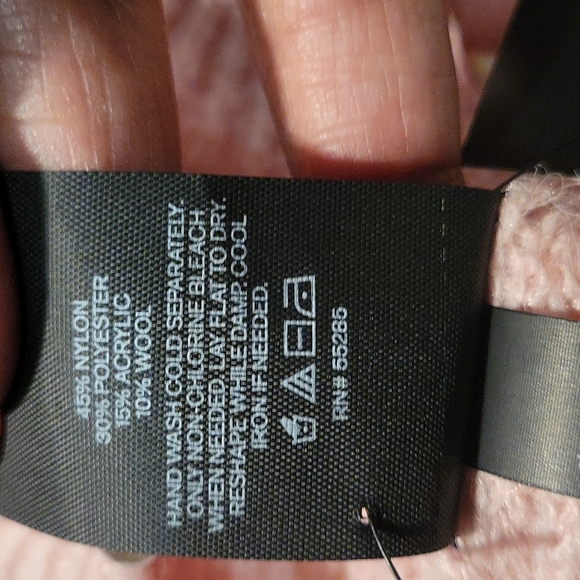 45% NYLON
30% POLYESTER
15% ACRYLIC
10% WOOL
HAND WASH COLD SEPARATELY.
ONLY NON-CHLORINE BLEACH
WHEN NEEDED. LAY FLAT TO DRY.
RESHAPE WHILE DAMP. COOL
IRON IF NEEDED.
RN# 55285